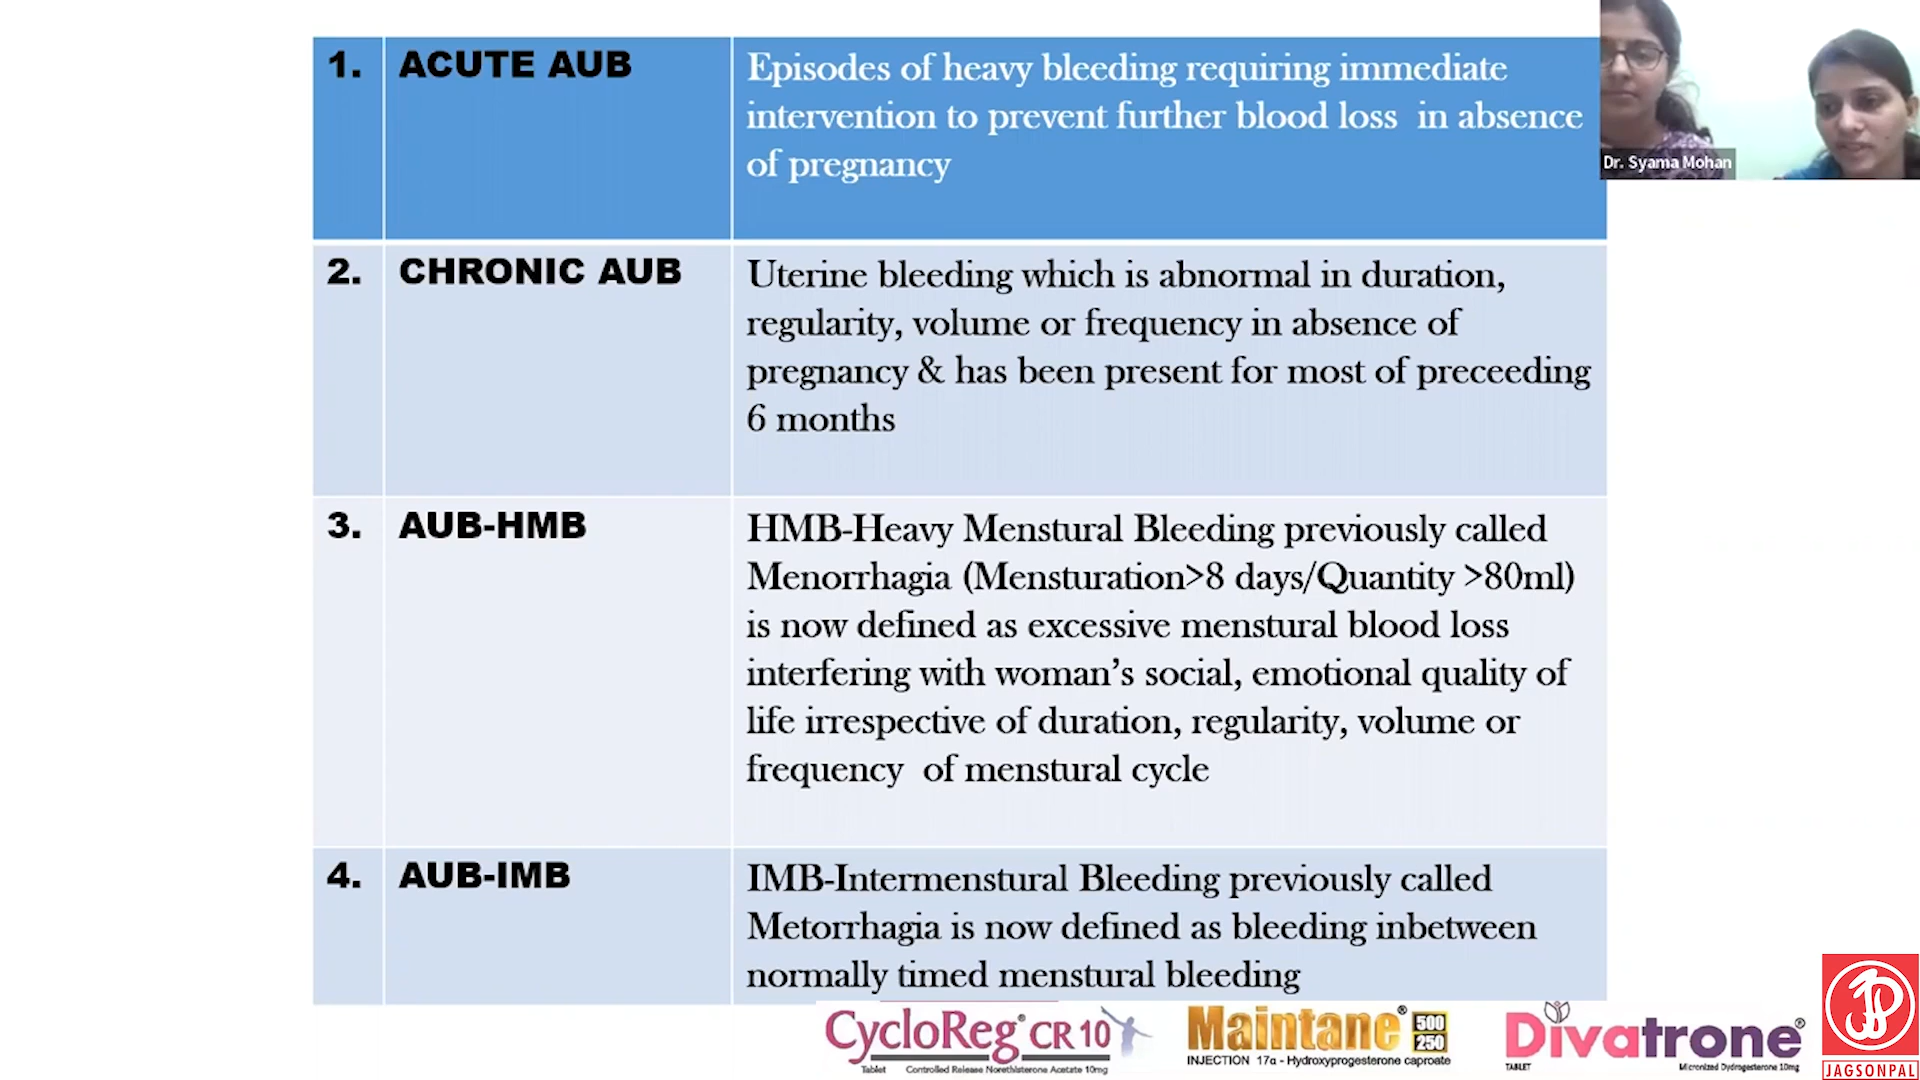 1. ACUTE AUB
Episodes of heavy bleeding requiring immediate
intervention to prevent further blood loss in absence
of pregnancy
2. CHRONIC AUB
Uterine bleeding which is abnormal in duration,
regularity, volume or frequency in absence of
pregnancy & has been present for most of preceeding
6 months
3. AUB-HMB
HMB-Heavy Menstural Bleeding previously called
Menorrhagia (Mensturation>8 days/Quantity >80ml)
is now defined as excessive menstural blood loss
interfering with woman's social, emotional quality of
life irrespective of duration, regularity, volume or
frequency of menstural cycle
4. AUB-IMB
IMB-Intermenstural Bleeding previously called
Metorrhagia is now defined as bleeding inbetween
normally timed menstural bleeding
Dr. Syama Mohan
CycloReg® CR 10
Tablet Controlled Release Norethisterone Acetate 10mg
Maintane® 500 250
INJECTION 17α - Hydroxyprogesterone caproate
Divatrone®
TABLET Micronized Dydrogesterone 10mg
JAGSONPAL